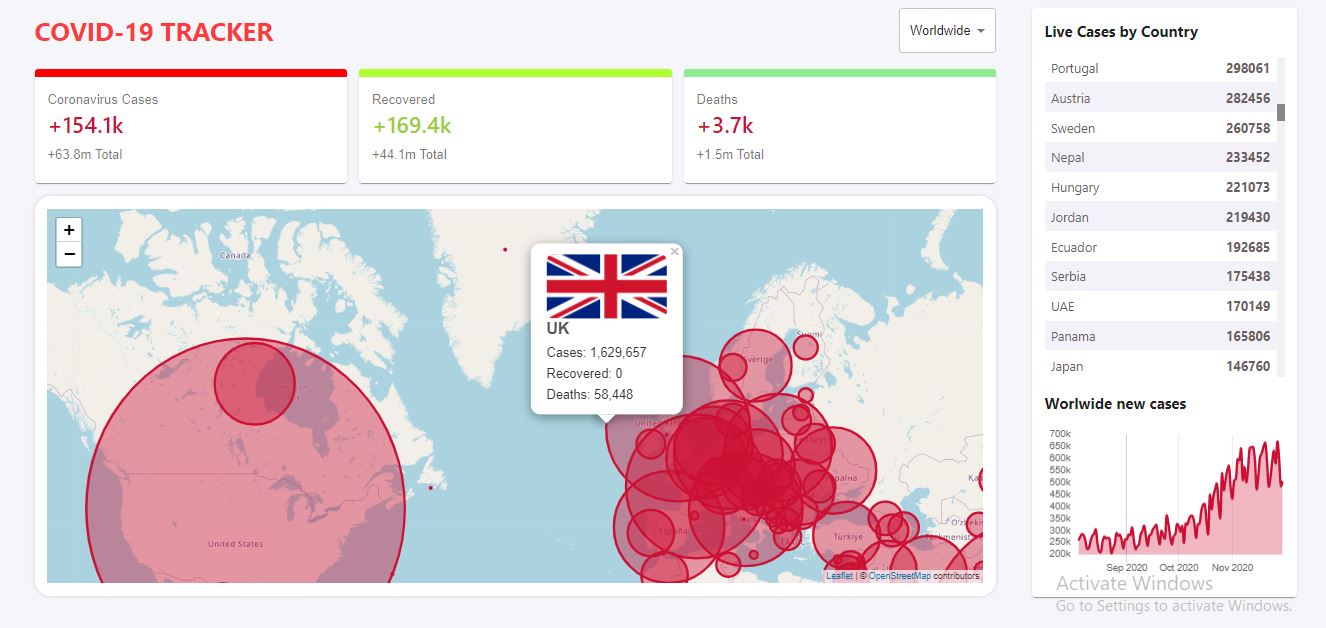 COVID-19 TRACKER
Worldwide
Coronavirus Cases
+154.1k
+63.8m Total
Recovered
+169.4k
+44.1m Total
Deaths
+3.7k
+1.5m Total
+
−
Canada
Hudson
Bay
United States
×
UK
Cases: 1,629,657
Recovered: 0
Deaths: 58,448
Suomi
Sverige
España
Україна
Türkiye
Leaflet | © OpenStreetMap contributors
Live Cases by Country
Portugal 298061
Austria 282456
Sweden 260758
Nepal 233452
Hungary 221073
Jordan 219430
Ecuador 192685
Serbia 175438
UAE 170149
Panama 165806
Japan 146760
Worlwide new cases
700k
650k
600k
550k
500k
450k
400k
350k
300k
250k
200k
Sep 2020 Oct 2020 Nov 2020
Activate Windows
Go to Settings to activate Windows.